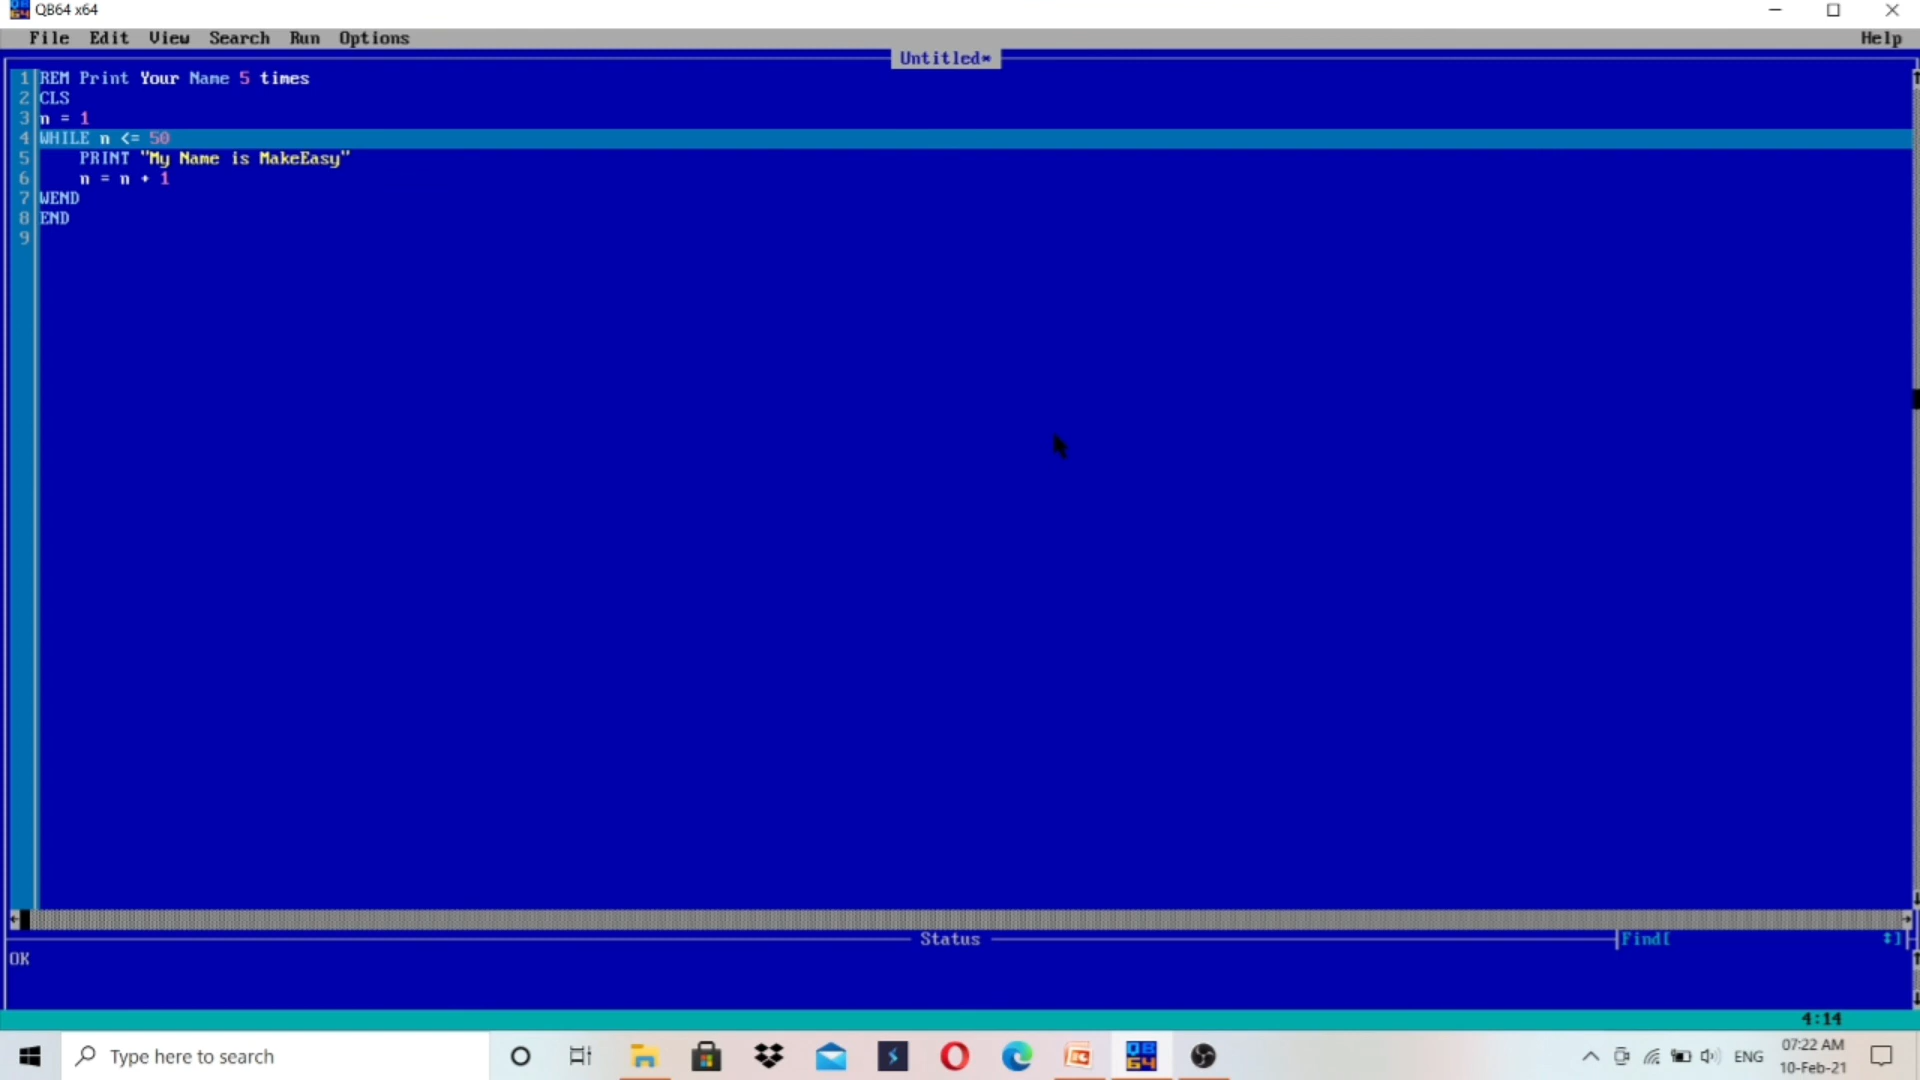 QB64 x64
File Edit View Search Run Options Help
Untitled*
1 REM Print Your Name 5 times
2 CLS
3 n = 1
4 WHILE n <= 50
5 PRINT "My Name is MakeEasy"
6 n = n + 1
7 WEND
8 END
9
Status
Find[ ]
OK
4:14
Type here to search
ENG
07:22 AM
10-Feb-21